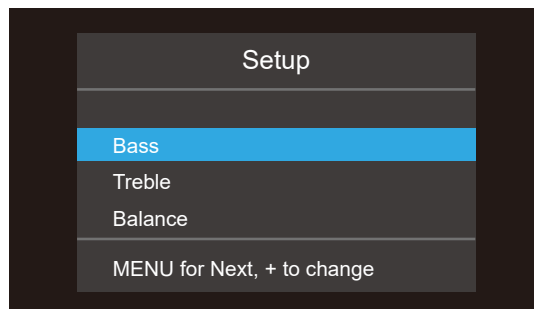 Setup
Bass
Treble
Balance
MENU for Next, + to change